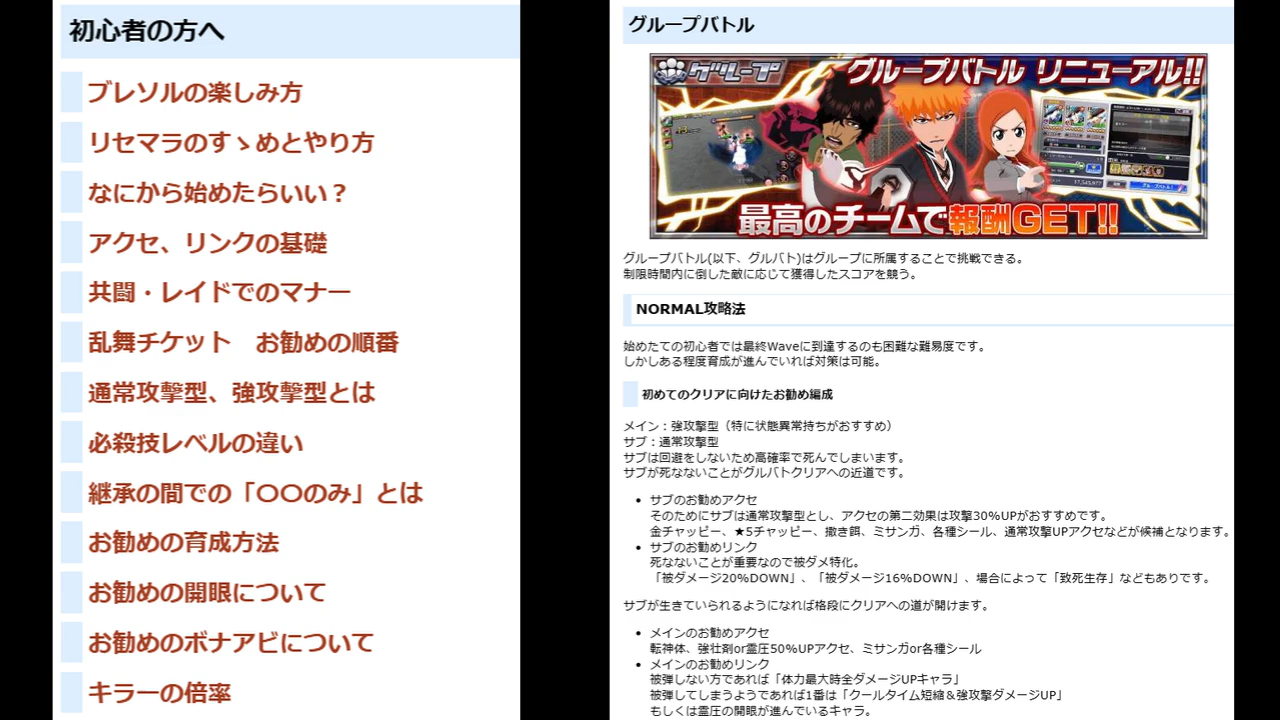 初心者の方へ
ブレソルの楽しみ方
リセマラのすゝめとやり方
なにから始めたらいい？
アクセ、リンクの基礎
共闘・レイドでのマナー
乱舞チケット　お勧めの順番
通常攻撃型、強攻撃型とは
必殺技レベルの違い
継承の間での「〇〇のみ」とは
お勧めの育成方法
お勧めの開眼について
お勧めのボナアビについて
キラーの倍率
グループバトル
グループ
グループバトル リニューアル!!
最高のチームで報酬GET!!
グループバトル(以下、グルバト)はグループに所属することで挑戦できる。
制限時間内に倒した敵に応じて獲得したスコアを競う。
NORMAL攻略法
始めたての初心者では最終Waveに到達するのも困難な難易度です。
しかしある程度育成が進んでいれば対策は可能。
初めてのクリアに向けたお勧め編成
メイン：強攻撃型（特に状態異常持ちがおすすめ）
サブ：通常攻撃型
サブは回避をしないため高確率で死んでしまいます。
サブが死なないことがグルバトクリアへの近道です。
• サブのお勧めアクセ
そのためにサブは通常攻撃型とし、アクセの第二効果は攻撃30%UPがおすすめです。
金チャッピー、★5チャッピー、撒き餌、ミサンガ、各種シール、通常攻撃UPアクセなどが候補となります。
• サブのお勧めリンク
死なないことが重要なので被ダメ特化。
「被ダメージ20%DOWN」、「被ダメージ16%DOWN」、場合によって「致死生存」などもありです。
サブが生きていられるようになれば格段にクリアへの道が開けます。
• メインのお勧めアクセ
転神体、強壮剤or霊圧50%UPアクセ、ミサンガor各種シール
• メインのお勧めリンク
被弾しない方であれば「体力最大時全ダメージUPキャラ」
被弾してしまうようであれば1番は「クールタイム短縮＆強攻撃ダメージUP」
もしくは霊圧の開眼が進んでいるキャラ。